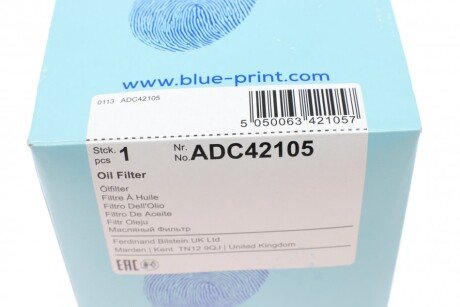 www.blue-print.com
0113 ADC42105
5 050063 421057
Stck. pcs 1 Nr. No. ADC42105
Oil Filter
Ölfilter
Filtre À Huile
Filtro Dell'Olio
Filtro De Aceite
Filtr Oleju
Масляный Фильтр
Ferdinand Bilstein UK Ltd
Marden | Kent TN12 9QJ | United Kingdom
EAC